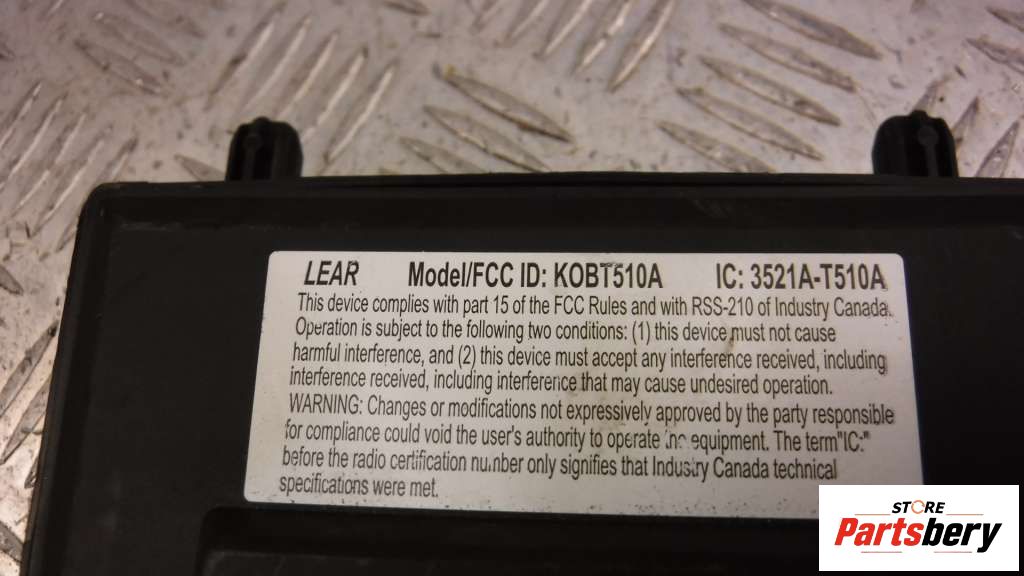 LEAR Model/FCC ID: KOBT510A IC: 3521A-T510A
This device complies with part 15 of the FCC Rules and with RSS-210 of Industry Canada.
Operation is subject to the following two conditions: (1) this device must not cause
harmful interference, and (2) this device must accept any interference received, including
interference received, including interference that may cause undesired operation.
WARNING: Changes or modifications not expressively approved by the party responsible
for compliance could void the user's authority to operate the equipment. The term"IC:"
before the radio certification number only signifies that Industry Canada technical
specifications were met.
STORE
Partsbery